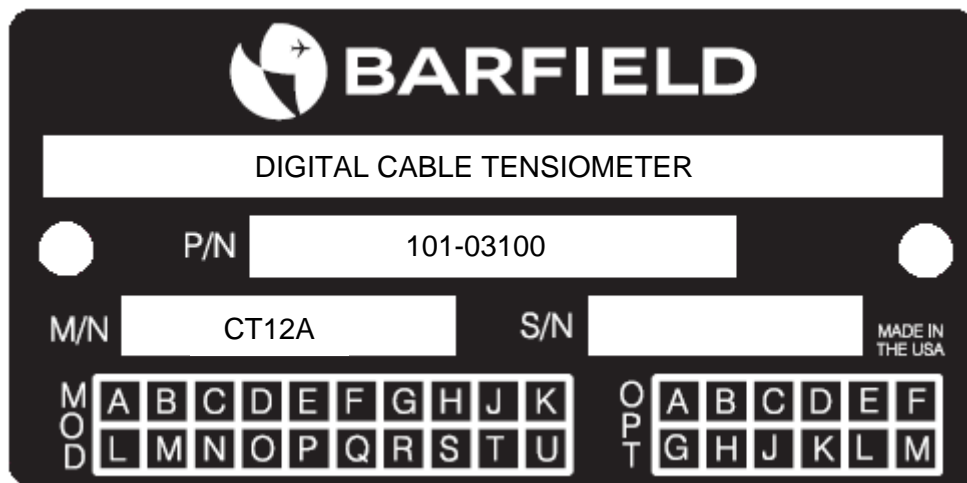 BARFIELD
DIGITAL CABLE TENSIOMETER
P/N 101-03100
M/N CT12A S/N MADE IN
THE USA
MOD A B C D E F G H J K OPT A B C D E F
L M N O P Q R S T U G H J K L M